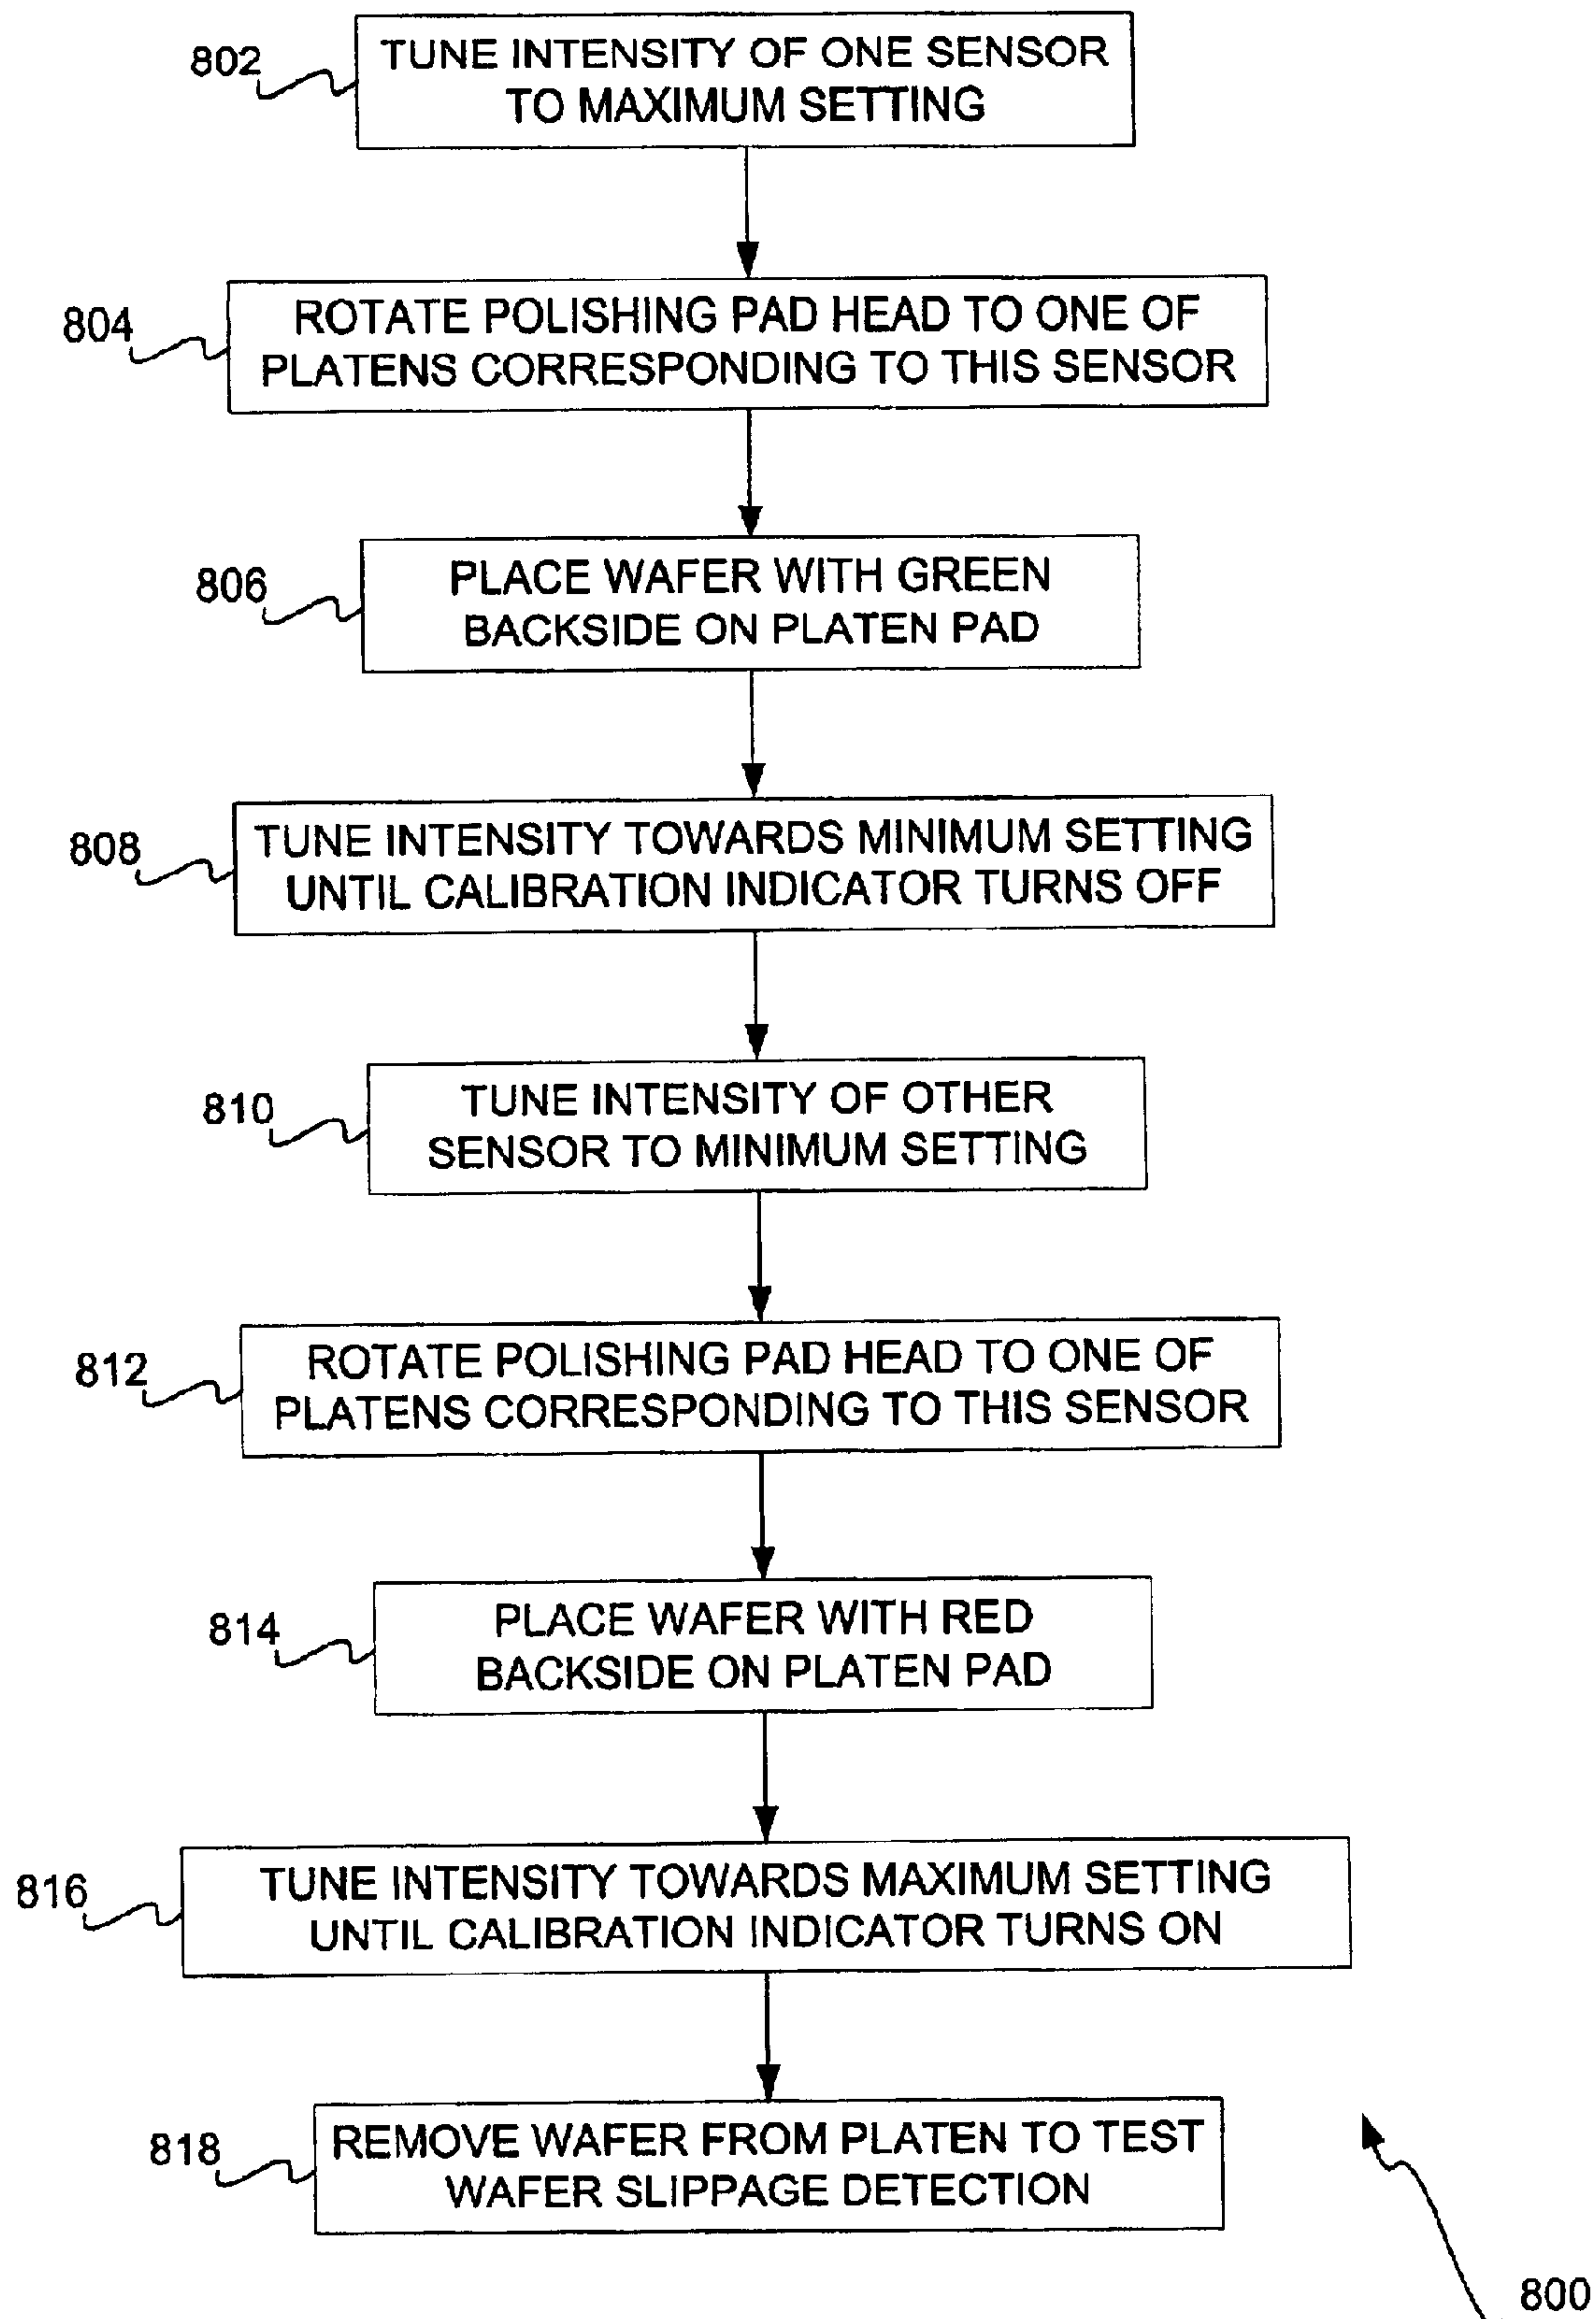 802
TUNE INTENSITY OF ONE SENSOR
TO MAXIMUM SETTING
804
ROTATE POLISHING PAD HEAD TO ONE OF
PLATENS CORRESPONDING TO THIS SENSOR
806
PLACE WAFER WITH GREEN
BACKSIDE ON PLATEN PAD
808
TUNE INTENSITY TOWARDS MINIMUM SETTING
UNTIL CALIBRATION INDICATOR TURNS OFF
810
TUNE INTENSITY OF OTHER
SENSOR TO MINIMUM SETTING
812
ROTATE POLISHING PAD HEAD TO ONE OF
PLATENS CORRESPONDING TO THIS SENSOR
814
PLACE WAFER WITH RED
BACKSIDE ON PLATEN PAD
816
TUNE INTENSITY TOWARDS MAXIMUM SETTING
UNTIL CALIBRATION INDICATOR TURNS ON
818
REMOVE WAFER FROM PLATEN TO TEST
WAFER SLIPPAGE DETECTION
800